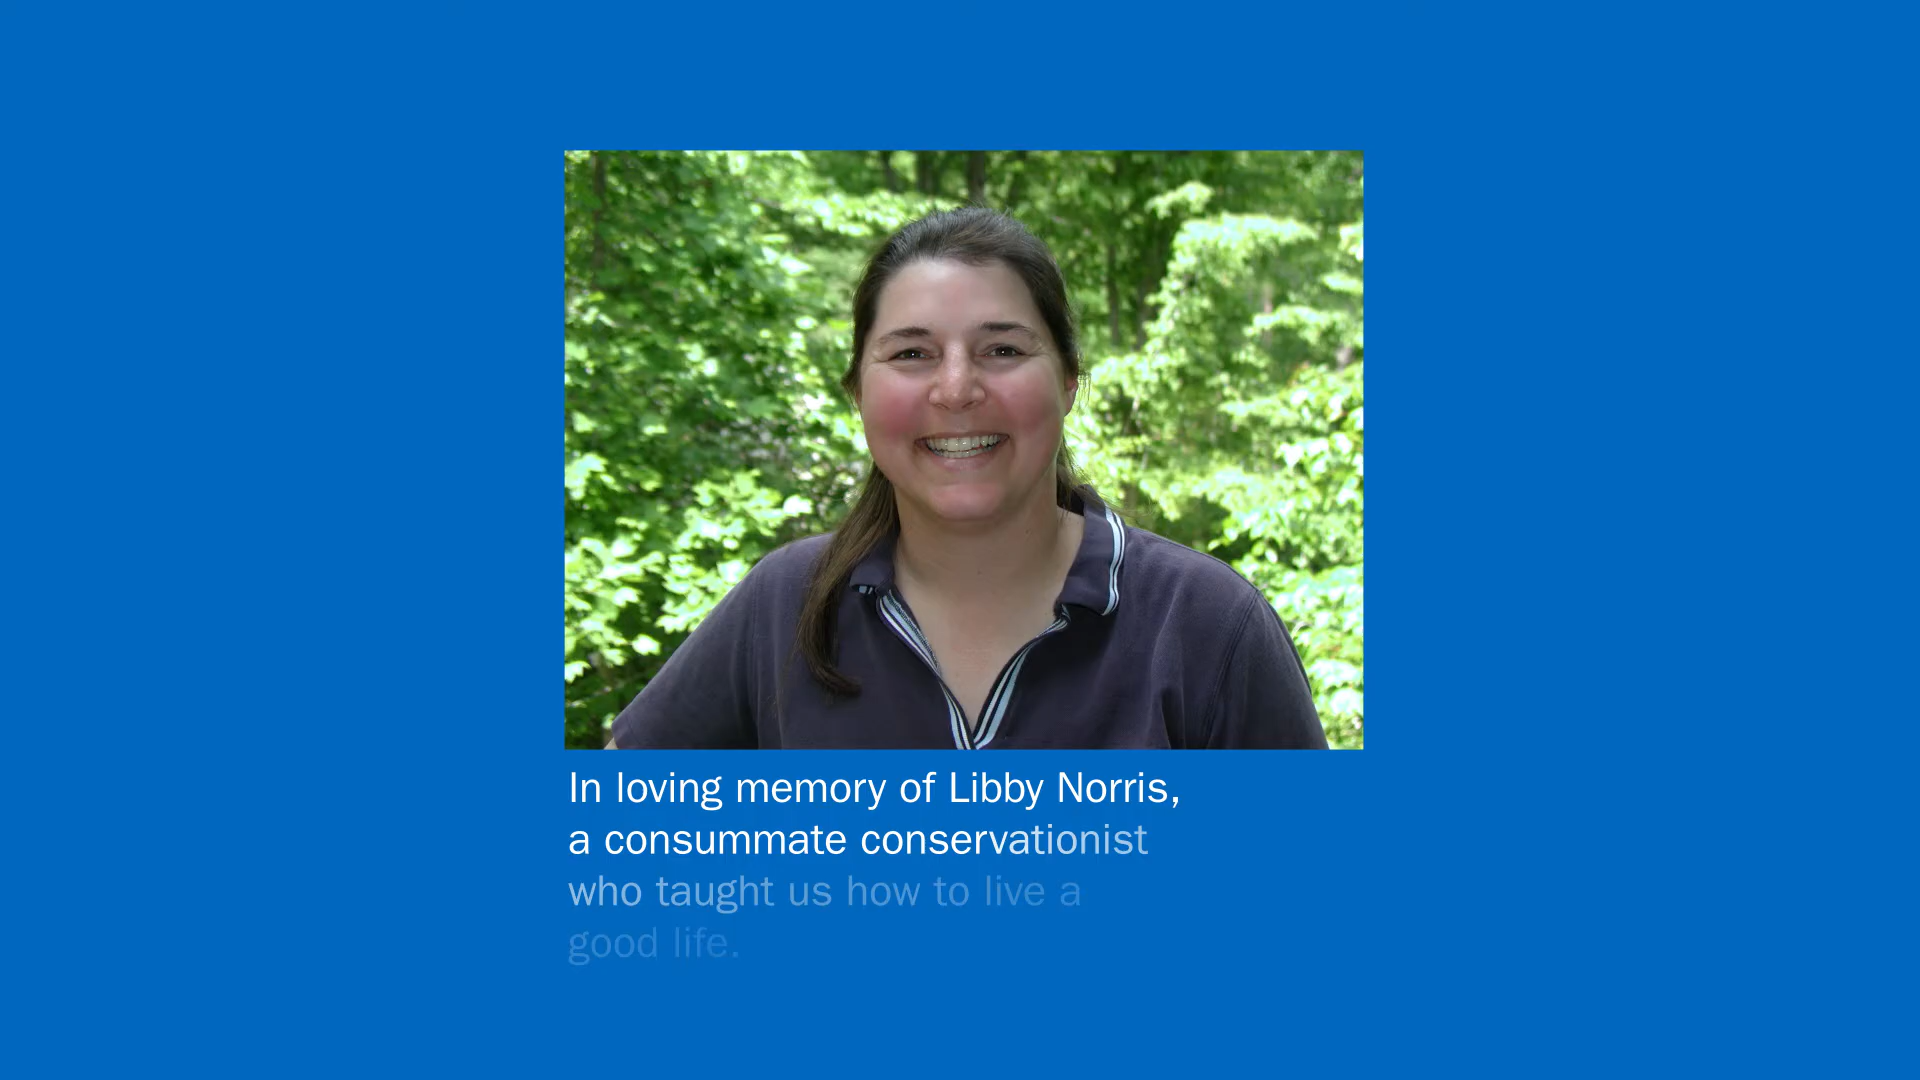 In loving memory of Libby Norris,
a consummate conservationist
who taught us how to live a
good life.